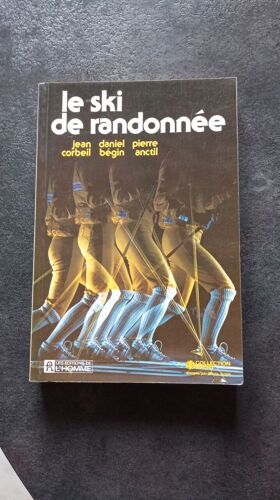 le ski
de randonnée
jean daniel pierre
corbeil bégin anctil
LES ÉDITIONS DE
L'HOMME
COLLECTION